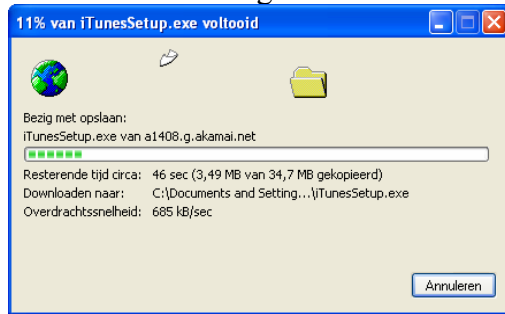 11% van iTunesSetup.exe voltooid
Bezig met opslaan:
iTunesSetup.exe van a1408.g.akamai.net
Resterende tijd circa: 46 sec (3,49 MB van 34,7 MB gekopieerd)
Downloaden naar: C:\Documents and Setting...\iTunesSetup.exe
Overdrachtssnelheid: 685 kB/sec
Annuleren